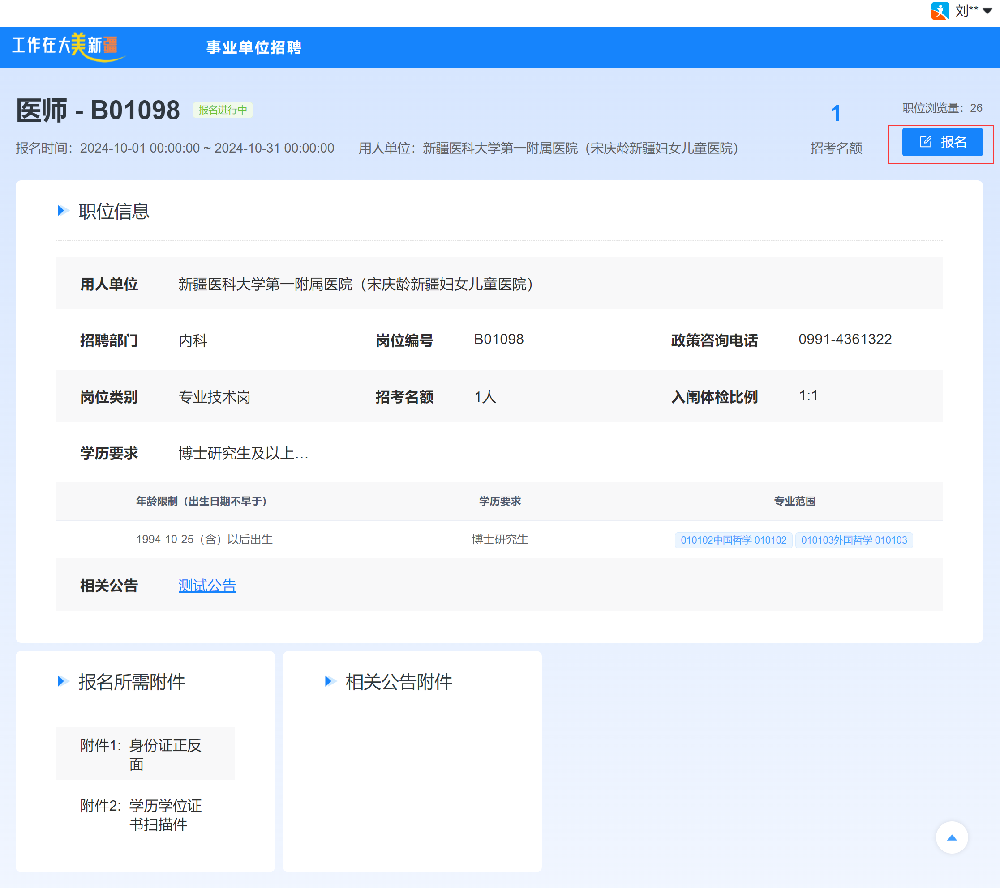 刘**
工作在大美新疆
事业单位招聘
医师 - B01098
报名进行中
1
职位浏览量：26
报名时间：2024-10-01 00:00:00 ~ 2024-10-31 00:00:00
用人单位：新疆医科大学第一附属医院（宋庆龄新疆妇女儿童医院）
招考名额
报名
职位信息
用人单位 新疆医科大学第一附属医院（宋庆龄新疆妇女儿童医院）
招聘部门 内科 岗位编号 B01098 政策咨询电话 0991-4361322
岗位类别 专业技术岗 招考名额 1人 入闱体检比例 1:1
学历要求 博士研究生及以上…
年龄限制（出生日期不早于） 学历要求 专业范围
1994-10-25（含）以后出生 博士研究生 010102中国哲学 010102 010103外国哲学 010103
相关公告 测试公告
报名所需附件
附件1: 身份证正反
面
附件2: 学历学位证
书扫描件
相关公告附件